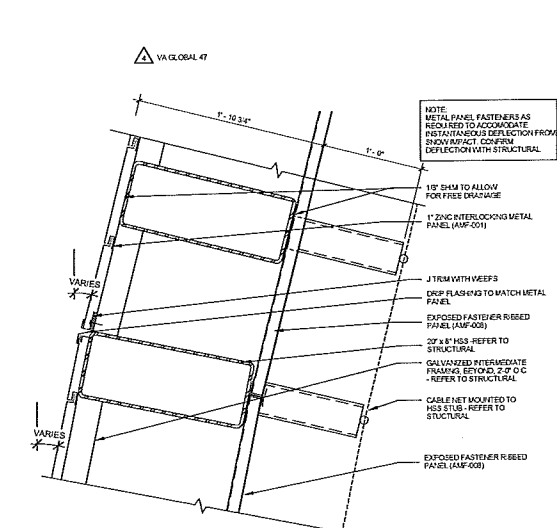 4 VA GLOBAL 47
1'- 10 3/4"
1'- 0"
NOTE:
METAL PANEL FASTENERS AS
REQUIRED TO ACCOMODATE
INSTANTANEOUS DEFLECTION FROM
SNOW IMPACT. CONFIRM
DEFLECTION WITH STRUCTURAL
1/8" SHIM TO ALLOW
FOR FREE DRAINAGE
1" ZINC INTERLOCKING METAL
PANEL (AMF-001)
J TRIM WITH WEEPS
VARIES
DRIP FLASHING TO MATCH METAL
PANEL
EXPOSED FASTENER RIBBED
PANEL (AMF-008)
20" x 8" HSS -REFER TO
STRUCTURAL
GALVANIZED INTERMEDIATE
FRAMING, BEYOND, 2'-0" O C
- REFER TO STRUCTURAL
CABLE NET MOUNTED TO
HSS STUB - REFER TO
STUCTURAL
VARIES
EXPOSED FASTENER RIBBED
PANEL (AMF-008)